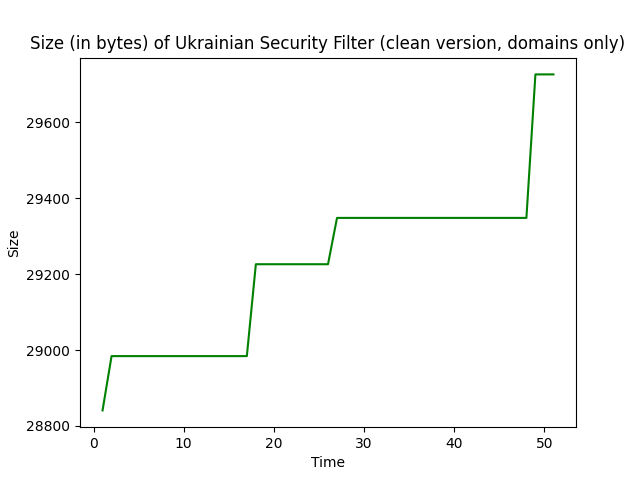 Size (in bytes) of Ukrainian Security Filter (clean version, domains only)
29600
29400
29200
29000
28800
Size
0 10 20 30 40 50
Time